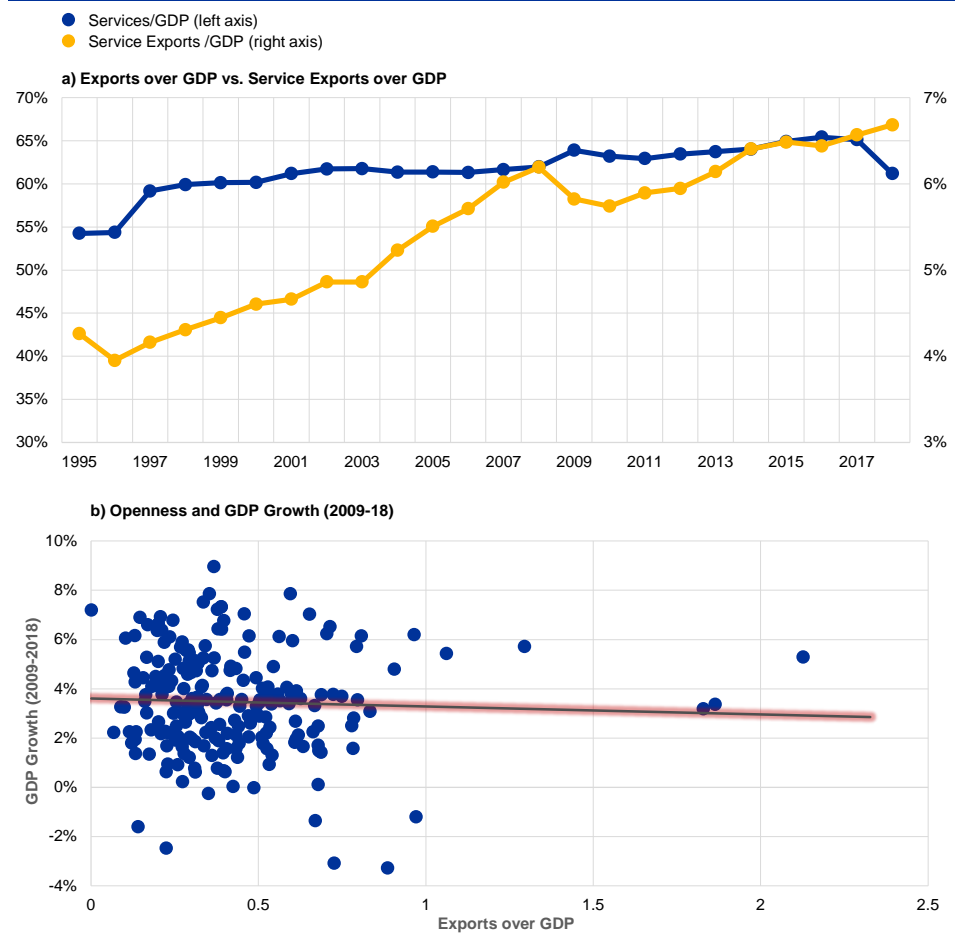 Services/GDP (left axis)
Service Exports /GDP (right axis)
a) Exports over GDP vs. Service Exports over GDP
70% 7%
65%
60% 6%
55%
50% 5%
45%
40% 4%
35%
30% 3%
1995 1997 1999 2001 2003 2005 2007 2009 2011 2013 2015 2017
b) Openness and GDP Growth (2009-18)
10%
8%
6%
4%
2%
0%
-2%
-4%
GDP Growth (2009-2018)
0 0.5 1 1.5 2 2.5
Exports over GDP